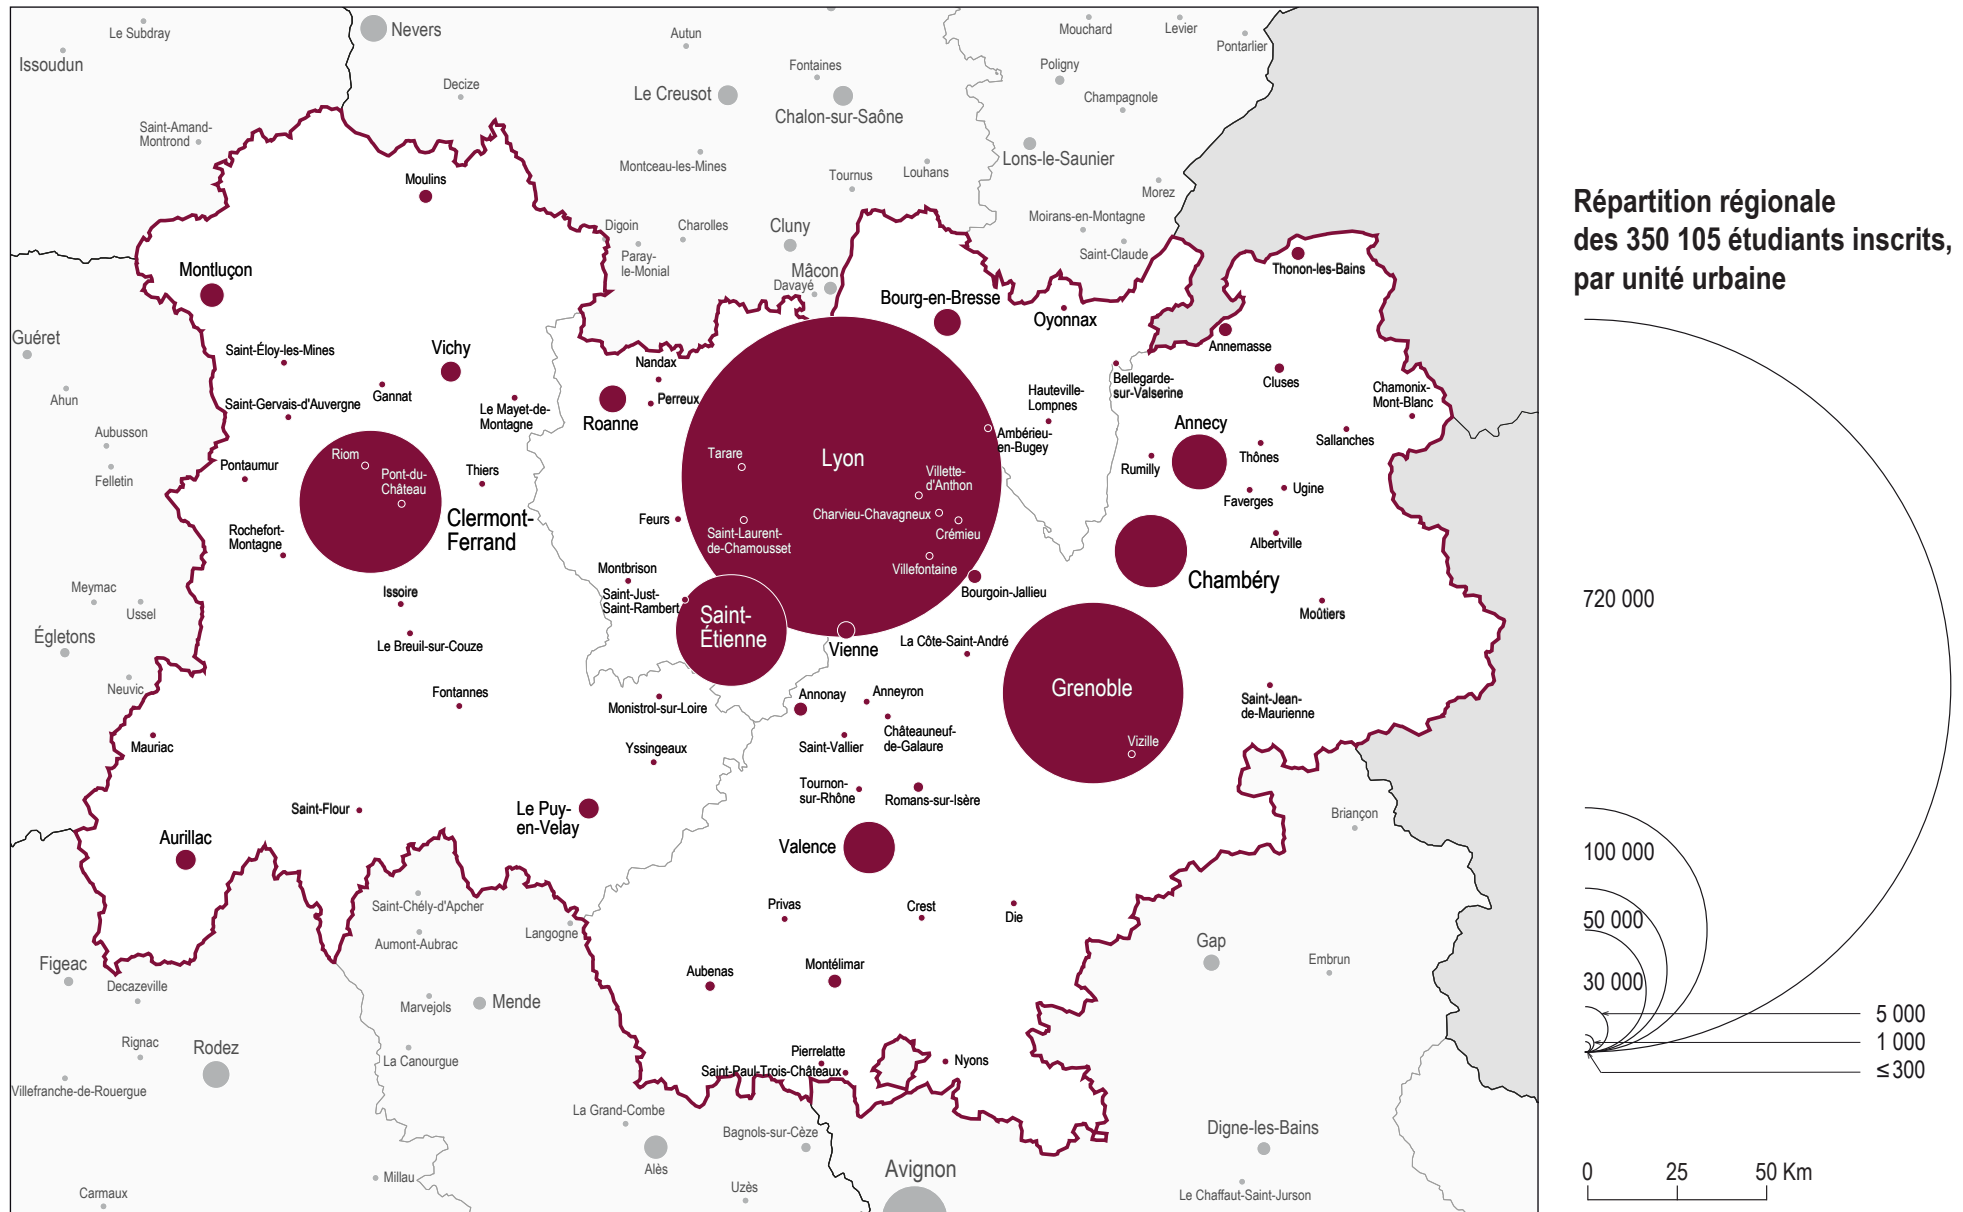 Le Subdray
Nevers
Issoudun
Autun
Mouchard
Levier
Pontarlier
Fontaines
Poligny
Decize
Le Creusot
Chalon-sur-Saône
Champagnole
Saint-Amand-
Montrond
Montceau-les-Mines
Louhans
Lons-le-Saunier
Tournus
Moulins
Morez
Moirans-en-Montagne
Digoin
Charolles
Cluny
Saint-Claude
Paray-
le-Monial
Mâcon
Davayé
Thonon-les-Bains
Montluçon
Bourg-en-Bresse
Oyonnax
Guéret
Saint-Éloy-les-Mines
Vichy
Annemasse
Nandax
Bellegarde-
sur-Valserine
Cluses
Chamonix-
Mont-Blanc
Ahun
Saint-Gervais-d'Auvergne
Gannat
Le Mayet-de-
Montagne
Perreux
Roanne
Hauteville-
Lompnes
Annecy
Aubusson
Ambérieu-
en-Bugey
Sallanches
Riom
Tarare
Lyon
Rumilly
Thônes
Pontaumur
Pont-du-
Château
Thiers
Villette-
d'Anthon
Felletin
Faverges
Ugine
Clermont-
Ferrand
Feurs
Charvieu-Chavagneux
Crémieu
Rochefort-
Montagne
Saint-Laurent-
de-Chamousset
Albertville
Villefontaine
Montbrison
Chambéry
Meymac
Issoire
Saint-Just-
Saint-Rambert
Bourgoin-Jallieu
Ussel
Moûtiers
Égletons
Le Breuil-sur-Couze
Saint-
Étienne
Vienne
La Côte-Saint-André
Neuvic
Fontannes
Grenoble
Monistrol-sur-Loire
Annonay
Anneyron
Saint-Jean-
de-Maurienne
Mauriac
Yssingeaux
Saint-Vallier
Châteauneuf-
de-Galaure
Vizille
Tournon-
sur-Rhône
Romans-sur-Isère
Saint-Flour
Le Puy-
en-Velay
Briançon
Aurillac
Valence
Saint-Chély-d'Apcher
Privas
Crest
Die
Langogne
Aumont-Aubrac
Gap
Figeac
Embrun
Decazeville
Aubenas
Montélimar
Marvejols
Mende
Rignac
Rodez
La Canourgue
Pierrelatte
Nyons
Saint-Paul-Trois-Châteaux
Villefranche-de-Rouergue
La Grand-Combe
Bagnols-sur-Cèze
Digne-les-Bains
Alès
Avignon
Millau
Uzès
Carmaux
Le Chaffaut-Saint-Jurson
Répartition régionale
des 350 105 étudiants inscrits,
par unité urbaine
720 000
100 000
50 000
30 000
5 000
1 000
≤ 300
0 25 50 Km